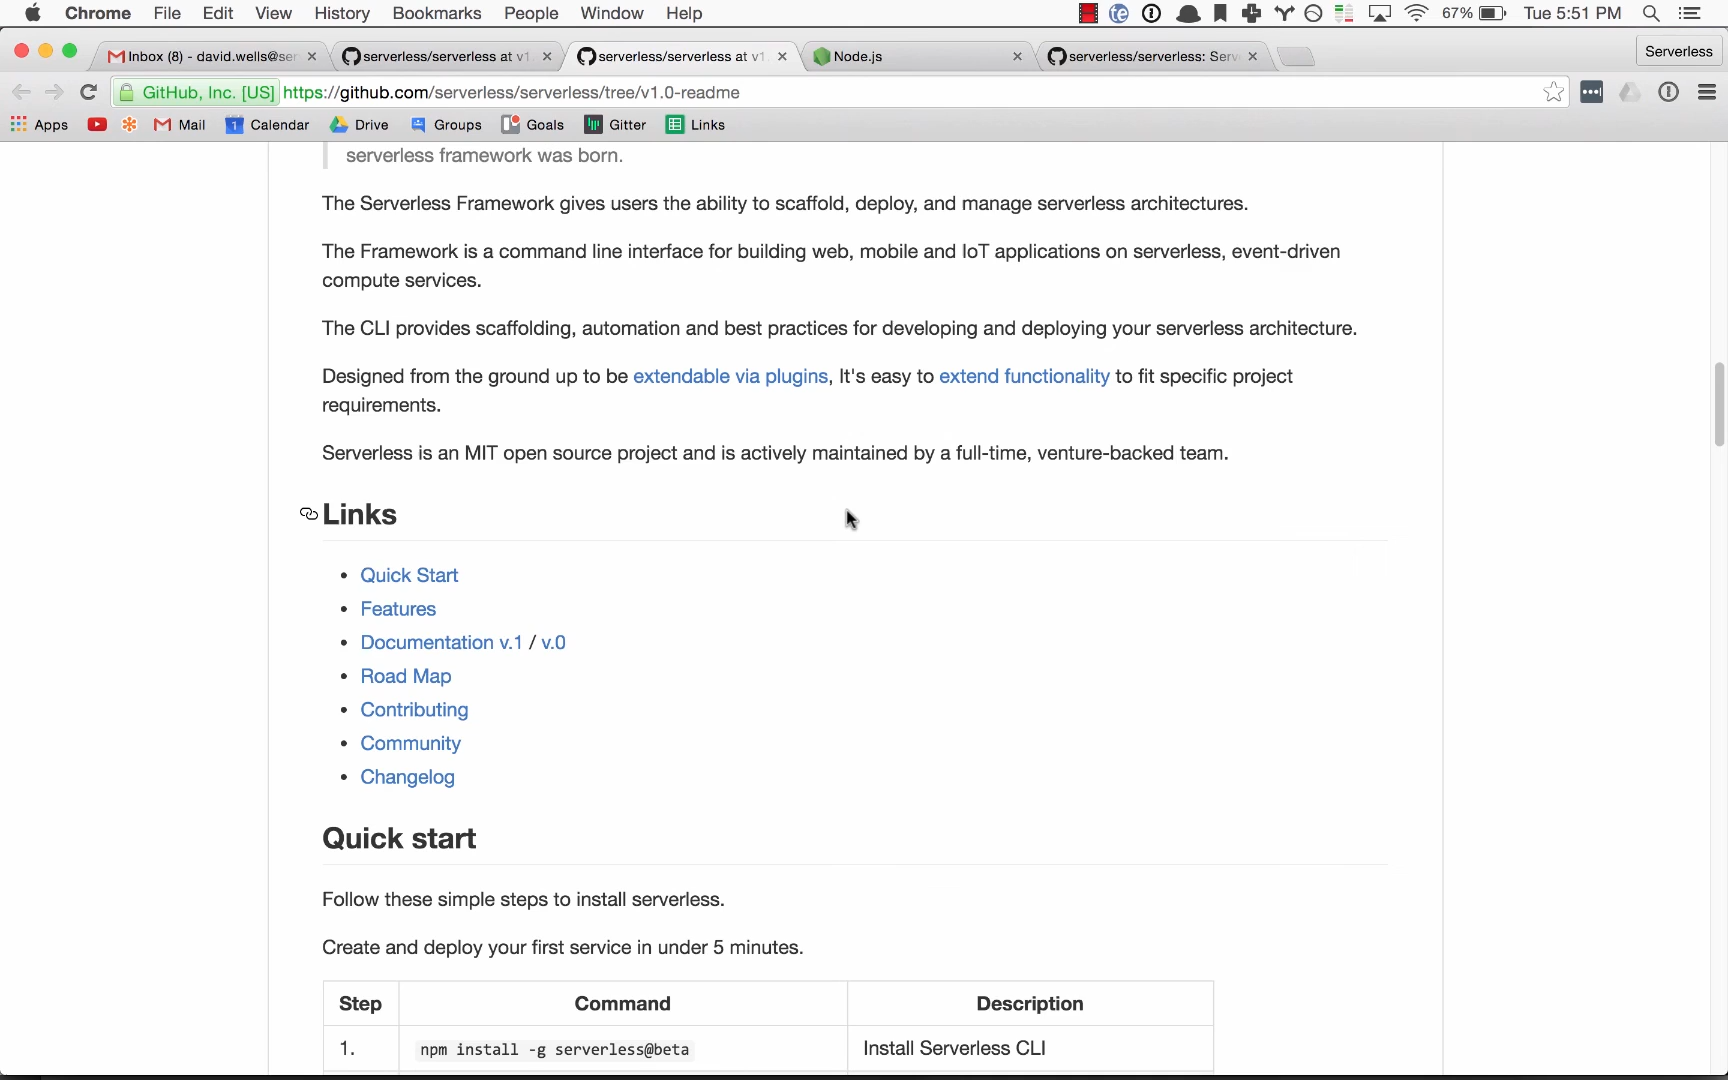 Chrome File Edit View History Bookmarks People Window Help 67% Tue 5:51 PM
Inbox (8) - david.wells@ser serverless/serverless at v1 serverless/serverless at v1. Node.js serverless/serverless: Serv Serverless
GitHub, Inc. [US] https://github.com/serverless/serverless/tree/v1.0-readme
Apps Mail Calendar Drive Groups Goals Gitter Links
serverless framework was born.
The Serverless Framework gives users the ability to scaffold, deploy, and manage serverless architectures.
The Framework is a command line interface for building web, mobile and IoT applications on serverless, event-driven
compute services.
The CLI provides scaffolding, automation and best practices for developing and deploying your serverless architecture.
Designed from the ground up to be extendable via plugins, It's easy to extend functionality to fit specific project
requirements.
Serverless is an MIT open source project and is actively maintained by a full-time, venture-backed team.
Links
• Quick Start
• Features
• Documentation v.1 / v.0
• Road Map
• Contributing
• Community
• Changelog
Quick start
Follow these simple steps to install serverless.
Create and deploy your first service in under 5 minutes.
Step Command Description
1. npm install -g serverless@beta Install Serverless CLI